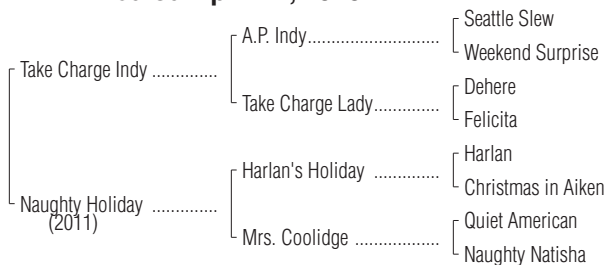 Seattle Slew
A.P. Indy
Weekend Surprise
Take Charge Indy
Dehere
Take Charge Lady
Felicita
Harlan
Harlan's Holiday
Christmas in Aiken
Naughty Holiday
(2011)
Quiet American
Mrs. Coolidge
Naughty Natisha